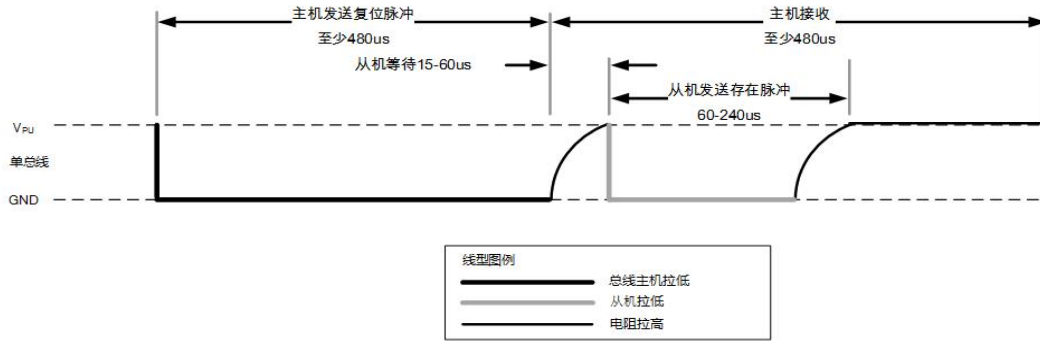 主机发送复位脉冲
至少480us
主机接收
至少480us
从机等待15-60us
从机发送存在脉冲
60-240us
VPU
单总线
GND
线型图例
总线主机拉低
从机拉低
电阻拉高